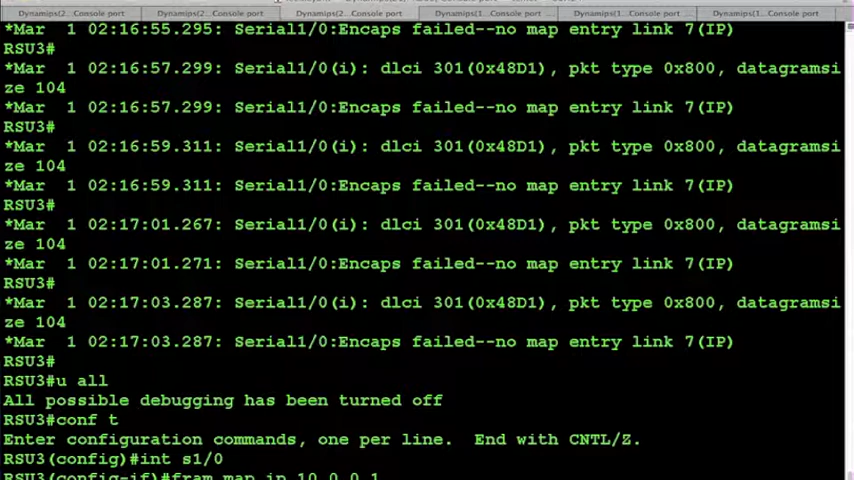 Dynamips(2... Console port Dynamips(2... Console port Dynamips(2... Console port Dynamips(1... Console port Dynamips(1... Console port Dynamips(1... Console port
*Mar  1 02:16:55.295: Serial1/0:Encaps failed--no map entry link 7(IP)
RSU3#
*Mar  1 02:16:57.299: Serial1/0(i): dlci 301(0x48D1), pkt type 0x800, datagramsi
ze 104
*Mar  1 02:16:57.299: Serial1/0:Encaps failed--no map entry link 7(IP)
RSU3#
*Mar  1 02:16:59.311: Serial1/0(i): dlci 301(0x48D1), pkt type 0x800, datagramsi
ze 104
*Mar  1 02:16:59.311: Serial1/0:Encaps failed--no map entry link 7(IP)
RSU3#
*Mar  1 02:17:01.267: Serial1/0(i): dlci 301(0x48D1), pkt type 0x800, datagramsi
ze 104
*Mar  1 02:17:01.271: Serial1/0:Encaps failed--no map entry link 7(IP)
RSU3#
*Mar  1 02:17:03.287: Serial1/0(i): dlci 301(0x48D1), pkt type 0x800, datagramsi
ze 104
*Mar  1 02:17:03.287: Serial1/0:Encaps failed--no map entry link 7(IP)
RSU3#
RSU3#u all
All possible debugging has been turned off
RSU3#conf t
Enter configuration commands, one per line.  End with CNTL/Z.
RSU3(config)#int s1/0
RSU3(config-if)#fram map ip 10.0.0.1